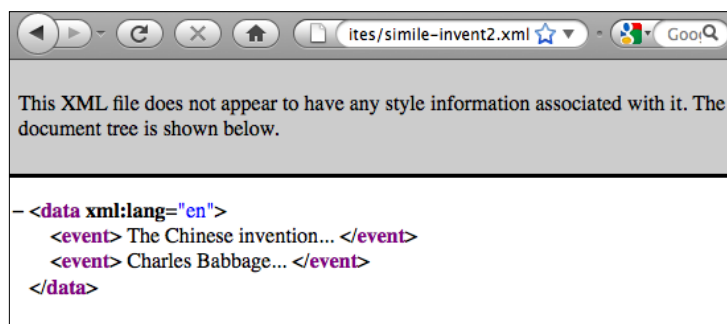 ites/simile-invent2.xml
Goo
This XML file does not appear to have any style information associated with it. The
document tree is shown below.
– <data xml:lang="en">
<event> The Chinese invention... </event>
<event> Charles Babbage... </event>
</data>